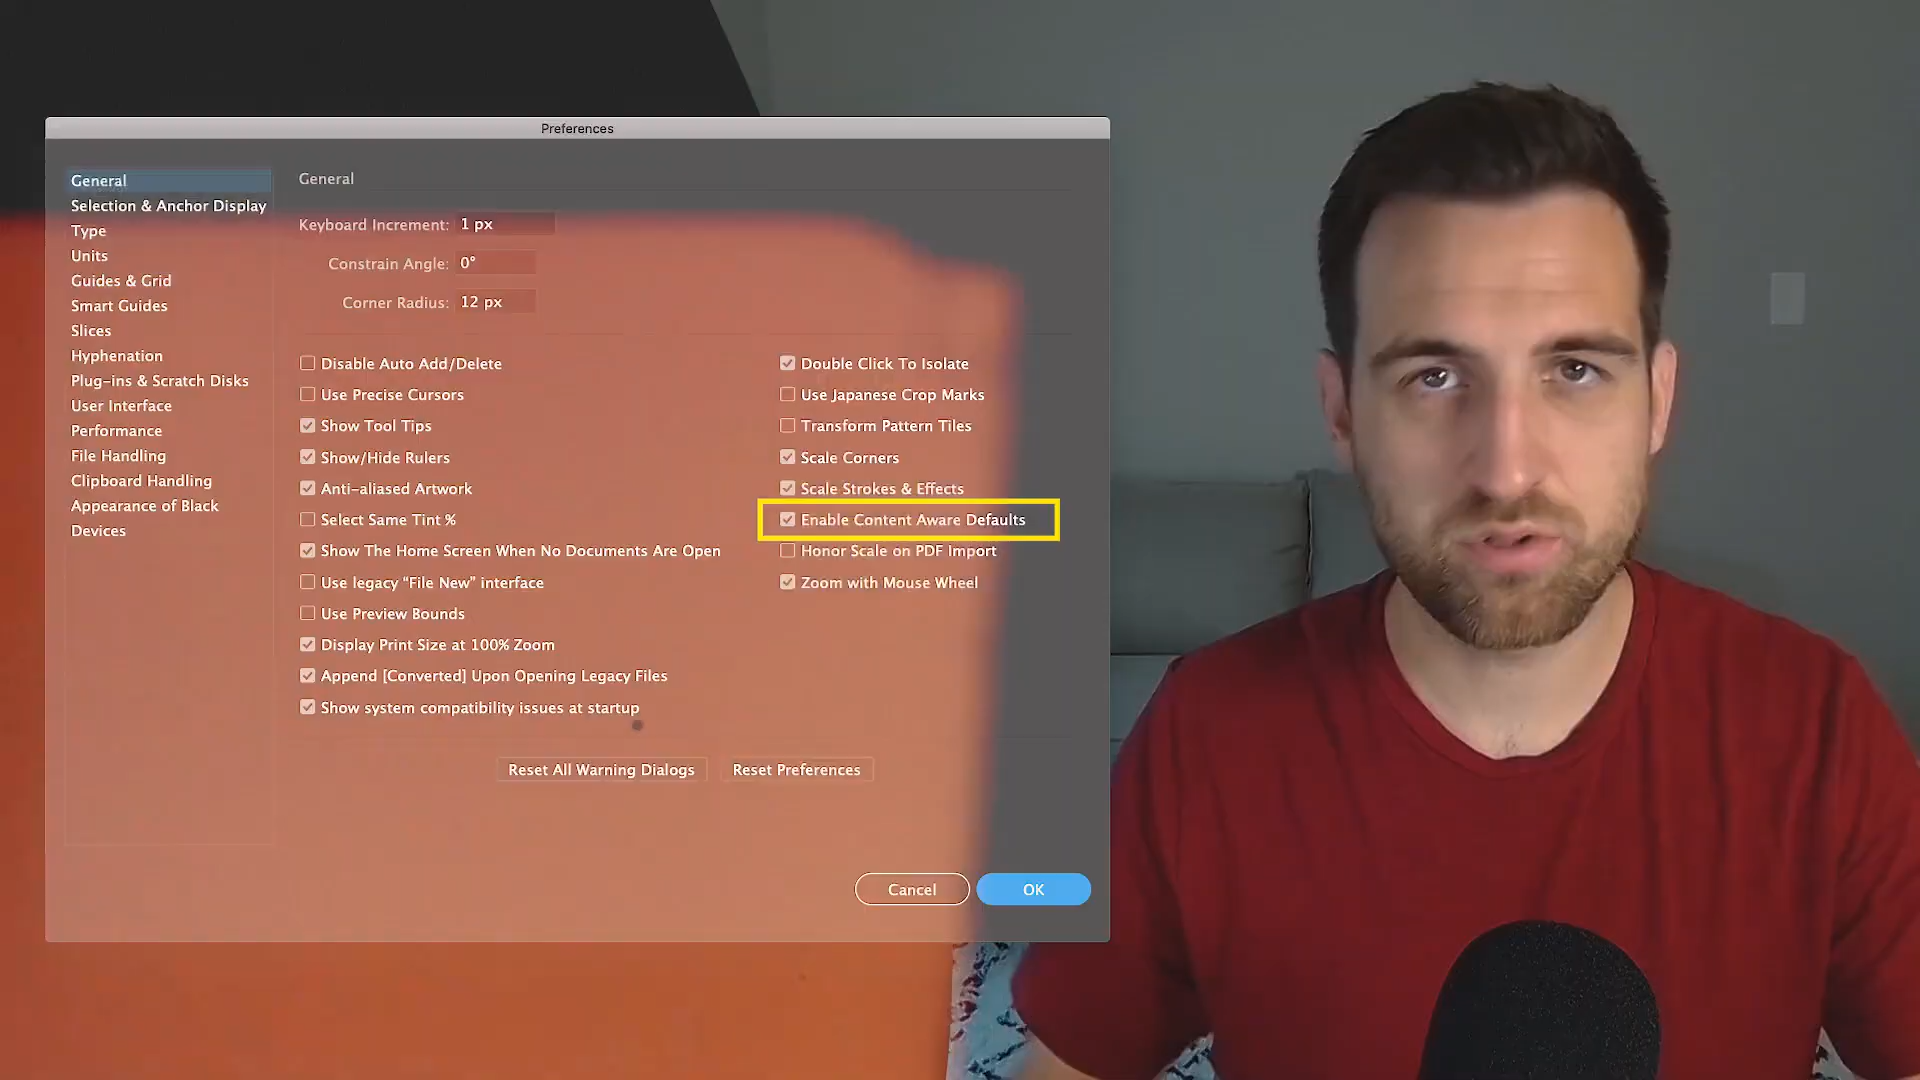 Preferences
General
Selection & Anchor Display
Type
Units
Guides & Grid
Smart Guides
Slices
Hyphenation
Plug-ins & Scratch Disks
User Interface
Performance
File Handling
Clipboard Handling
Appearance of Black
Devices
General
Keyboard Increment: 1 px
Constrain Angle: 0°
Corner Radius: 12 px
Disable Auto Add/Delete
Use Precise Cursors
Show Tool Tips
Show/Hide Rulers
Anti-aliased Artwork
Select Same Tint %
Show The Home Screen When No Documents Are Open
Use legacy “File New” interface
Use Preview Bounds
Display Print Size at 100% Zoom
Append [Converted] Upon Opening Legacy Files
Show system compatibility issues at startup
Double Click To Isolate
Use Japanese Crop Marks
Transform Pattern Tiles
Scale Corners
Scale Strokes & Effects
Enable Content Aware Defaults
Honor Scale on PDF Import
Zoom with Mouse Wheel
Reset All Warning Dialogs
Reset Preferences
Cancel
OK